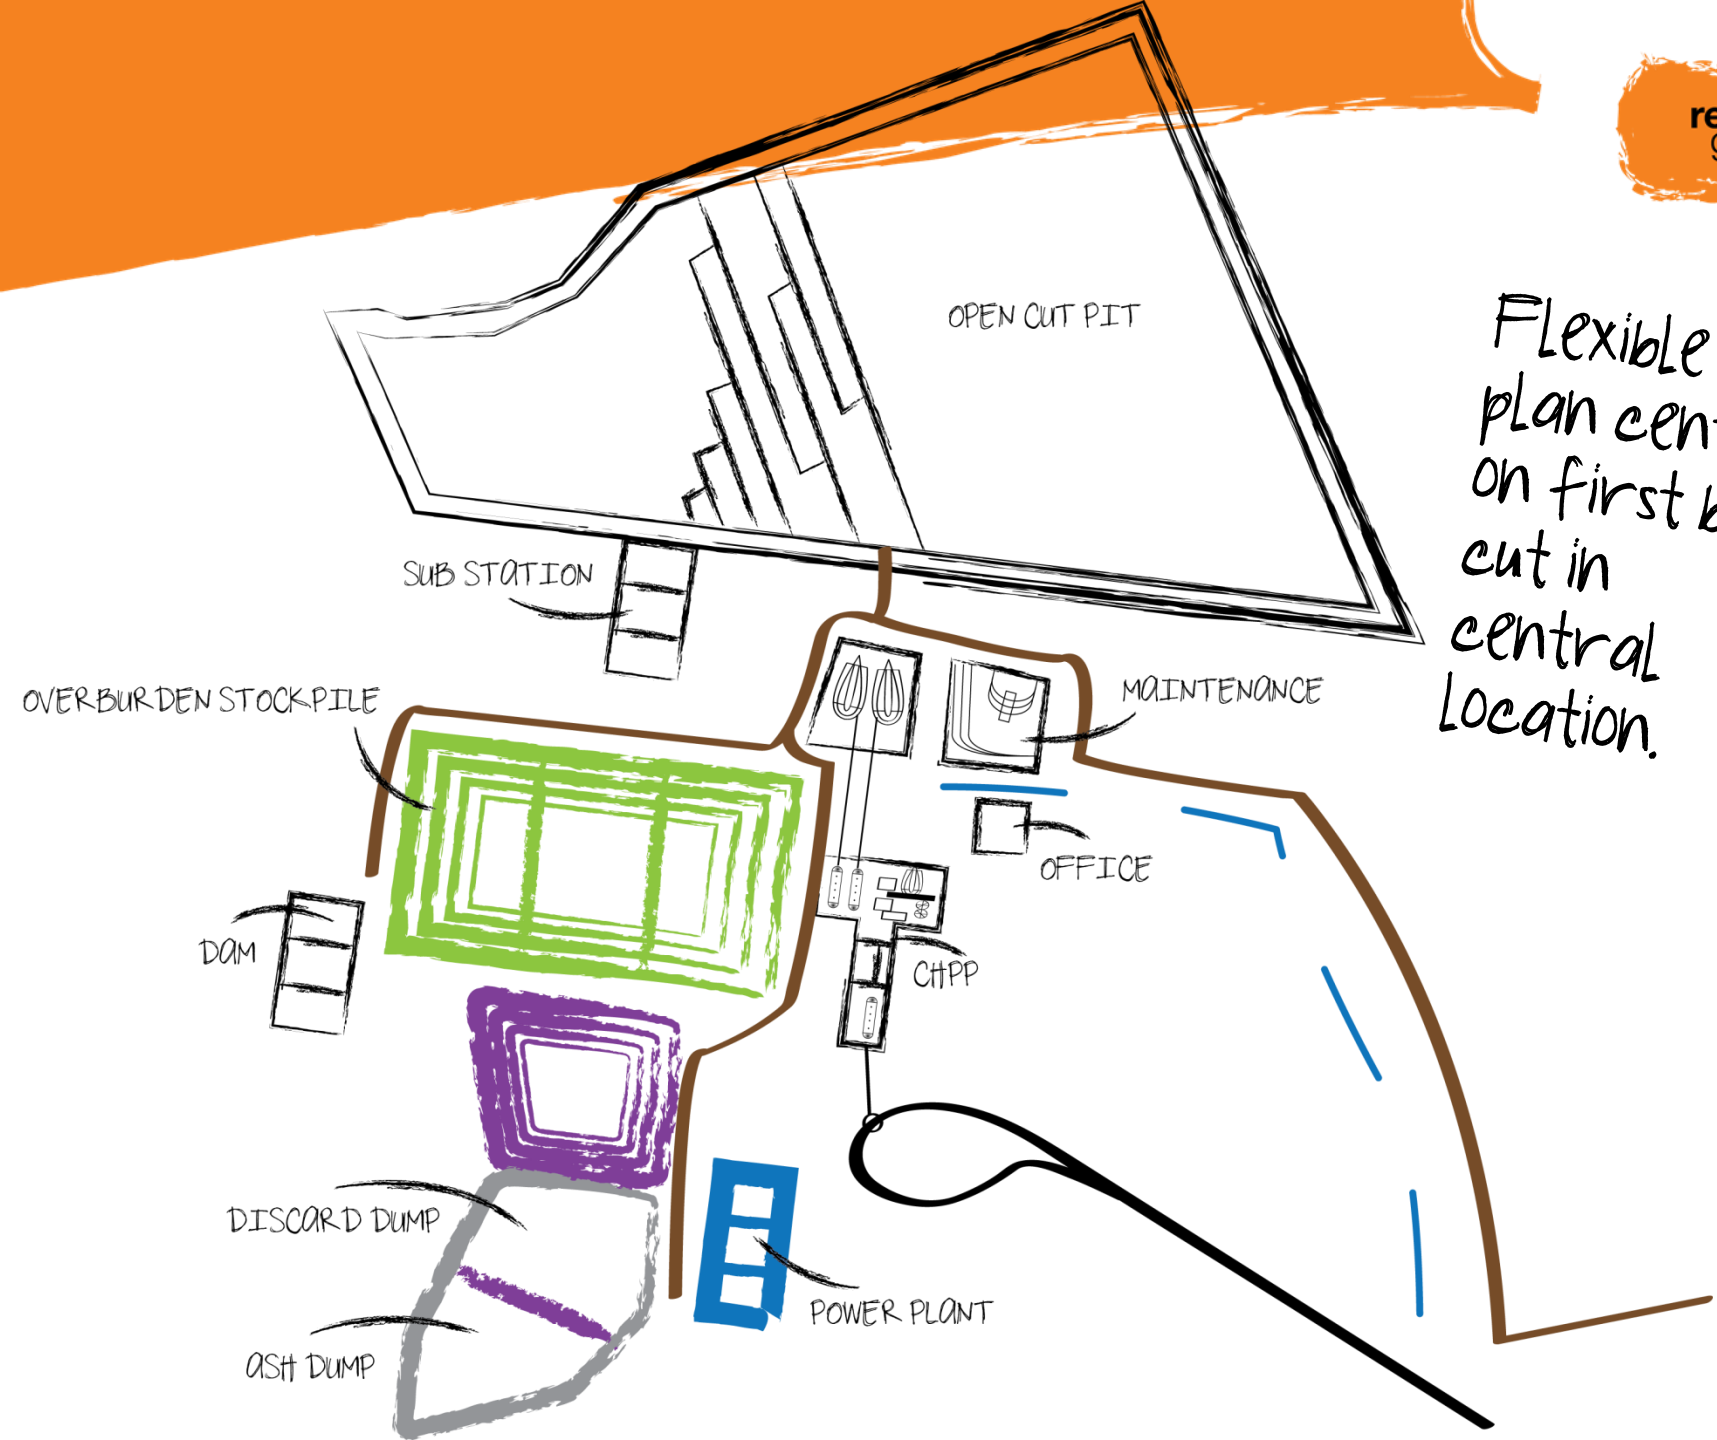 OPEN CUT PIT
Flexible
plan
on first
cut in
central
location.
SUB STATION
OVERBURDEN STOCKPILE
MAINTENANCE
OFFICE
DAM
CHPP
DISCARD DUMP
POWER PLANT
ASH DUMP